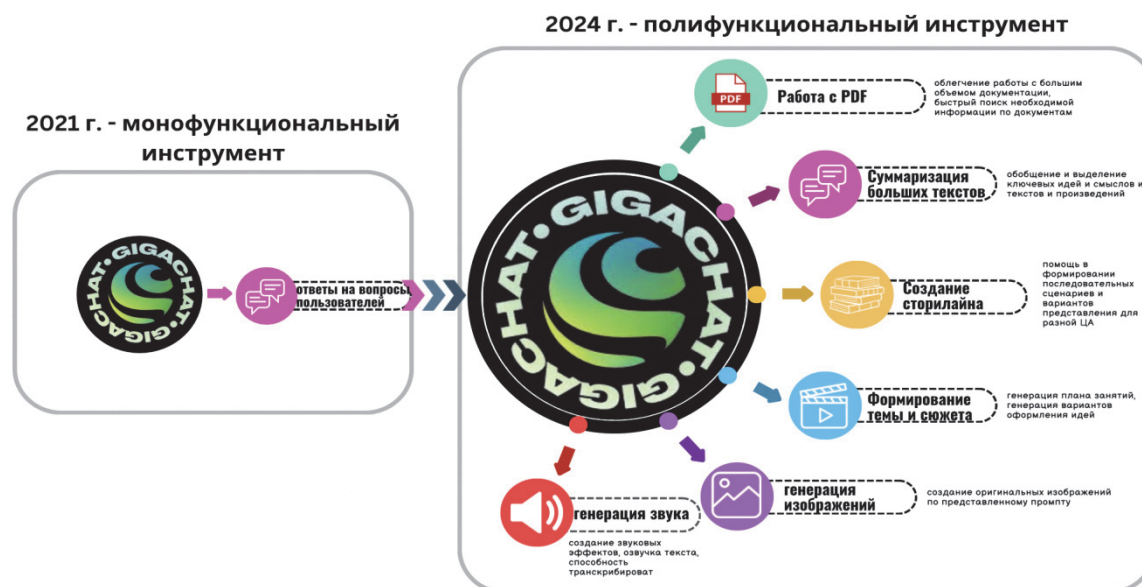 2021 г. - монофункциональный
инструмент
GIGACHAT·GIGACHAT·
ответы на вопросы
пользователей
2024 г. - полифункциональный инструмент
GIGACHAT·GIGACHAT·
PDF
Работа с PDF
облегчение работы с большим
объемом документации,
быстрый поиск необходимой
информации по документам
Суммаризация
больших текстов
обобщение и выделение
ключевых идей и смыслов и
текстов и произведений
Создание
сторилайна
помощь в
формировании
последовательных
сценариев и
вариантов
представления для
разной ЦА
Формирование
темы и сюжета
генерация плана занятий,
генерация вариантов
оформления идей
генерация
изображений
создание оригинальных изображений
по представленному промпту
генерация звука
создание звуковых
эффектов, озвучка текста,
способность
транскрибироват